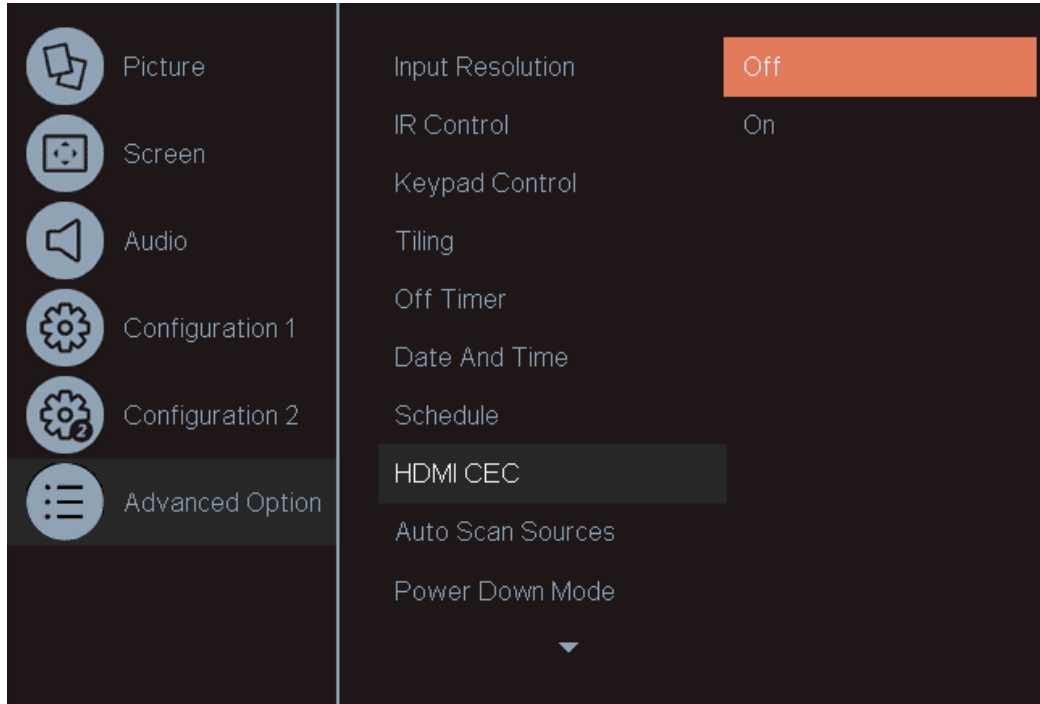 Picture
Screen
Audio
Configuration 1
Configuration 2
2
Advanced Option
Input Resolution
IR Control
Keypad Control
Tiling
Off Timer
Date And Time
Schedule
HDMI CEC
Auto Scan Sources
Power Down Mode
Off
On